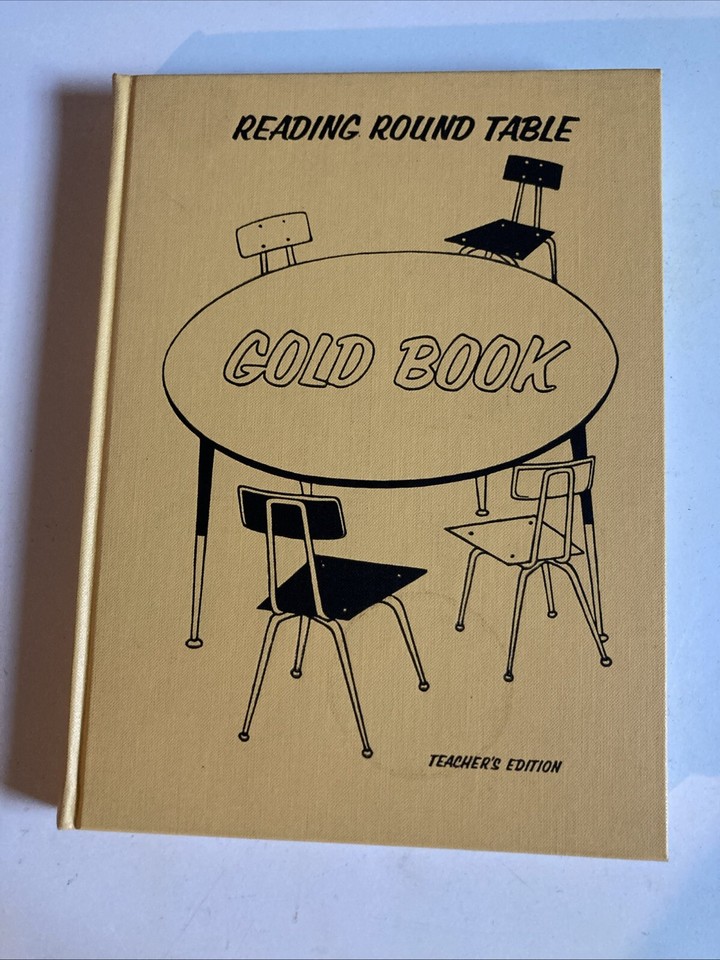 READING ROUND TABLE
GOLD BOOK
TEACHER'S EDITION